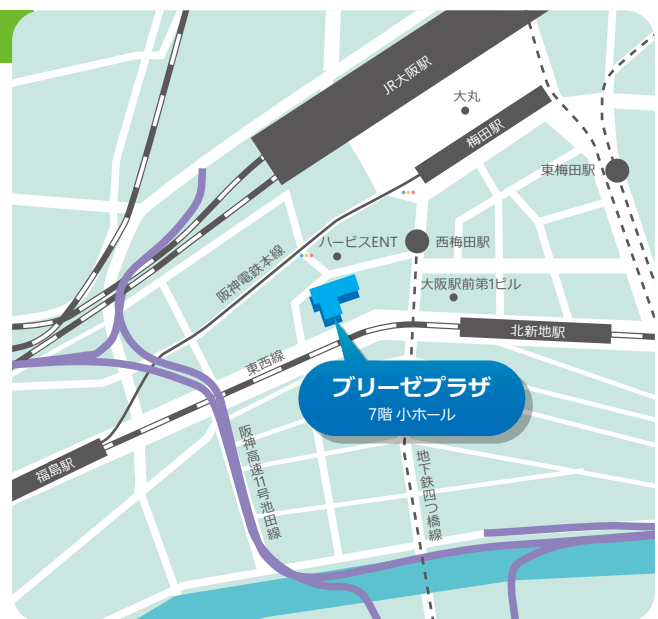 JR大阪駅
大丸
梅田駅
東梅田駅
ハービスENT
西梅田駅
阪神電鉄本線
大阪駅前第1ビル
北新地駅
東西線
ブリーゼプラザ
7階 小ホール
福島駅
阪神高速11号池田線
地下鉄四つ橋線